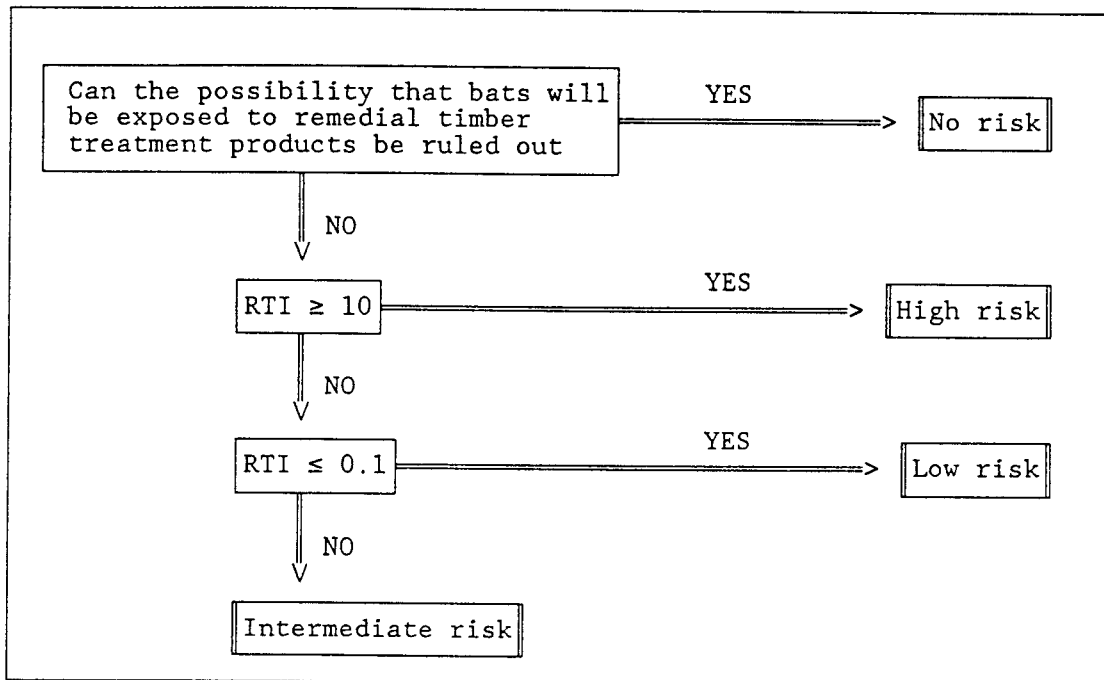 Can the possibility that bats will
be exposed to remedial timber
treatment products be ruled out
YES
No risk
NO
RTI ≥ 10
YES
High risk
NO
RTI ≤ 0.1
YES
Low risk
NO
Intermediate risk